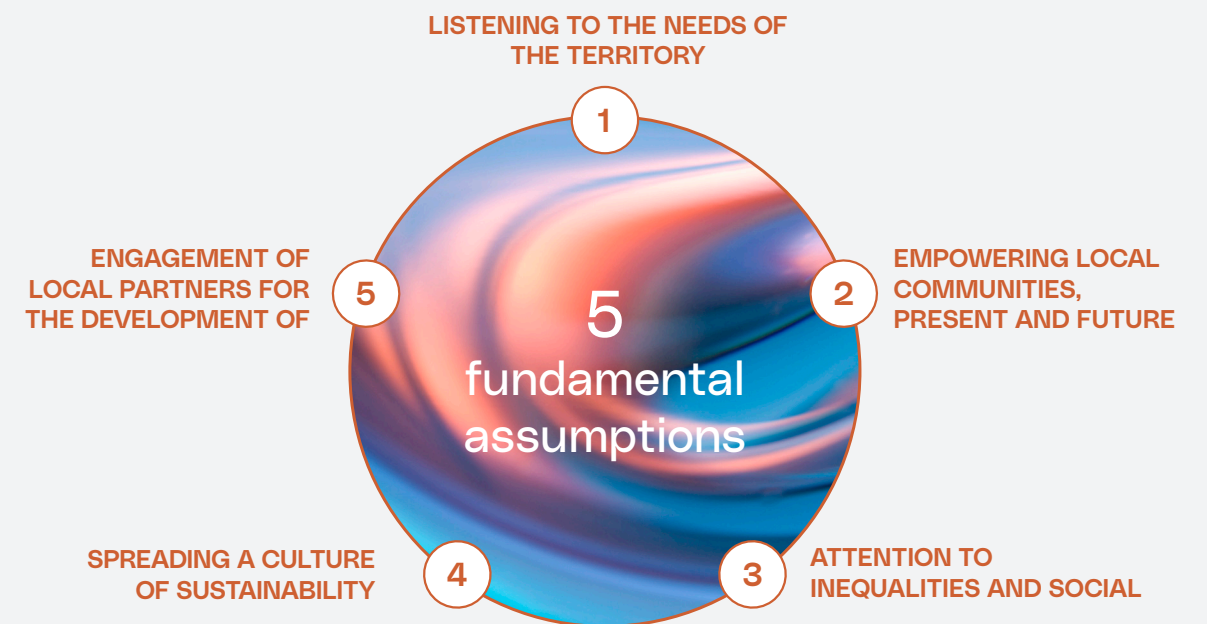 LISTENING TO THE NEEDS OF
THE TERRITORY
1
EMPOWERING LOCAL
COMMUNITIES,
PRESENT AND FUTURE
2
ATTENTION TO
INEQUALITIES AND SOCIAL
3
SPREADING A CULTURE
OF SUSTAINABILITY
4
ENGAGEMENT OF
LOCAL PARTNERS FOR
THE DEVELOPMENT OF
5
5
fundamental
assumptions